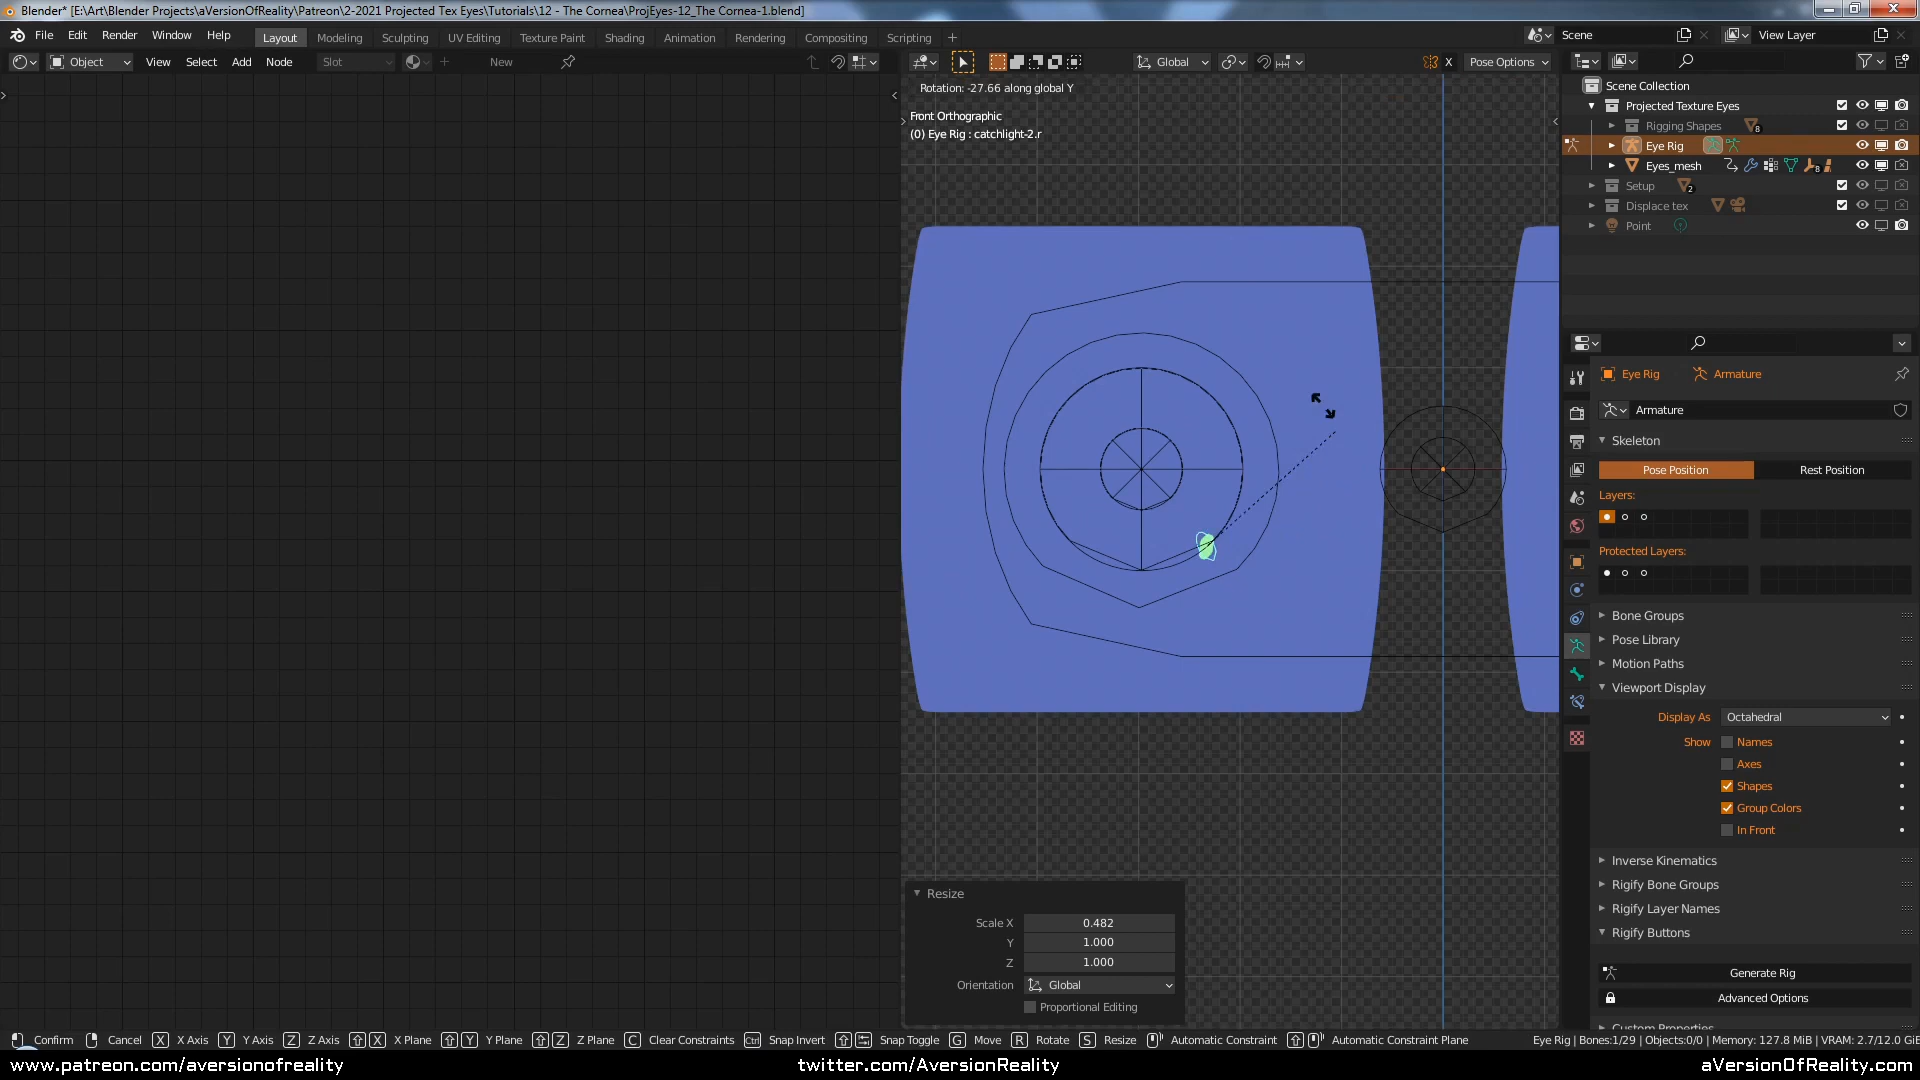 Blender* [E:\Art\Blender Projects\aVersionOfReality\Patreon\2-2021 Projected Tex Eyes\Tutorials\12 - The Cornea\ProjEyes-12_The Cornea-1.blend]
File Edit Render Window Help Layout Modeling Sculpting UV Editing Texture Paint Shading Animation Rendering Compositing Scripting Scene View Layer
Object View Select Add Node Slot New Global X Pose Options
Rotation: -27.66 along global Y
Front Orthographic
(0) Eye Rig : catchlight-2.r
Scene Collection
Projected Texture Eyes
Rigging Shapes 8
Eye Rig
Eyes_mesh 8
Setup 2
Displace tex
Point
Eye Rig Armature
Armature
Skeleton
Pose Position Rest Position
Layers:
Protected Layers:
Bone Groups
Pose Library
Motion Paths
Viewport Display
Display As Octahedral
Show Names
Axes
Shapes
Group Colors
In Front
Inverse Kinematics
Rigify Bone Groups
Rigify Layer Names
Rigify Buttons
Generate Rig
Advanced Options
Custom Properties
Resize
Scale X 0.482
Y 1.000
Z 1.000
Orientation Global
Proportional Editing
Confirm Cancel X X Axis Y Y Axis Z Z Axis X X Plane Y Y Plane Z Z Plane C Clear Constraints Ctrl Snap Invert Snap Toggle G Move R Rotate S Resize Automatic Constraint Automatic Constraint Plane Eye Rig | Bones:1/29 | Objects:0/0 | Memory: 127.8 MiB | VRAM: 2.7/12.0 GiB
www.patreon.com/aversionofreality twitter.com/AversionReality aVersionOfReality.com